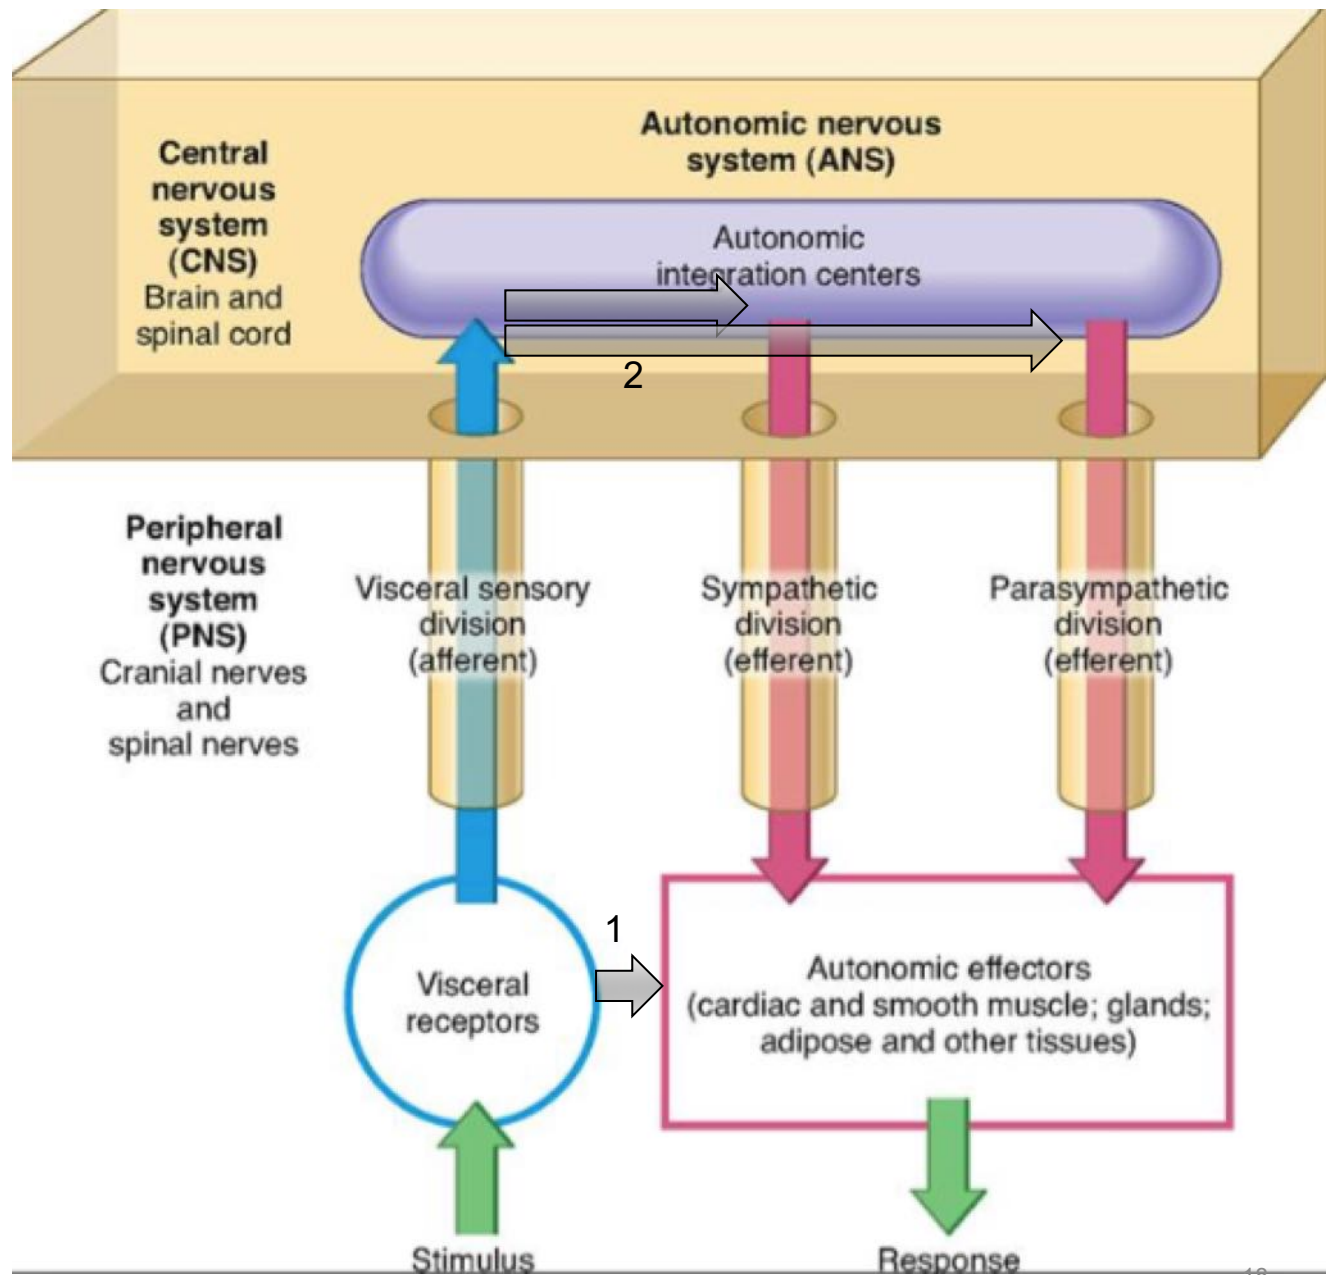 Autonomic nervous
system (ANS)
Central
nervous
system
(CNS)
Brain and
spinal cord
Autonomic
integration centers
2
Peripheral
nervous
system
(PNS)
Cranial nerves
and
spinal nerves
Visceral sensory
division
(afferent)
Sympathetic
division
(efferent)
Parasympathetic
division
(efferent)
1
Visceral
receptors
Autonomic effectors
(cardiac and smooth muscle; glands;
adipose and other tissues)
Stimulus
Response